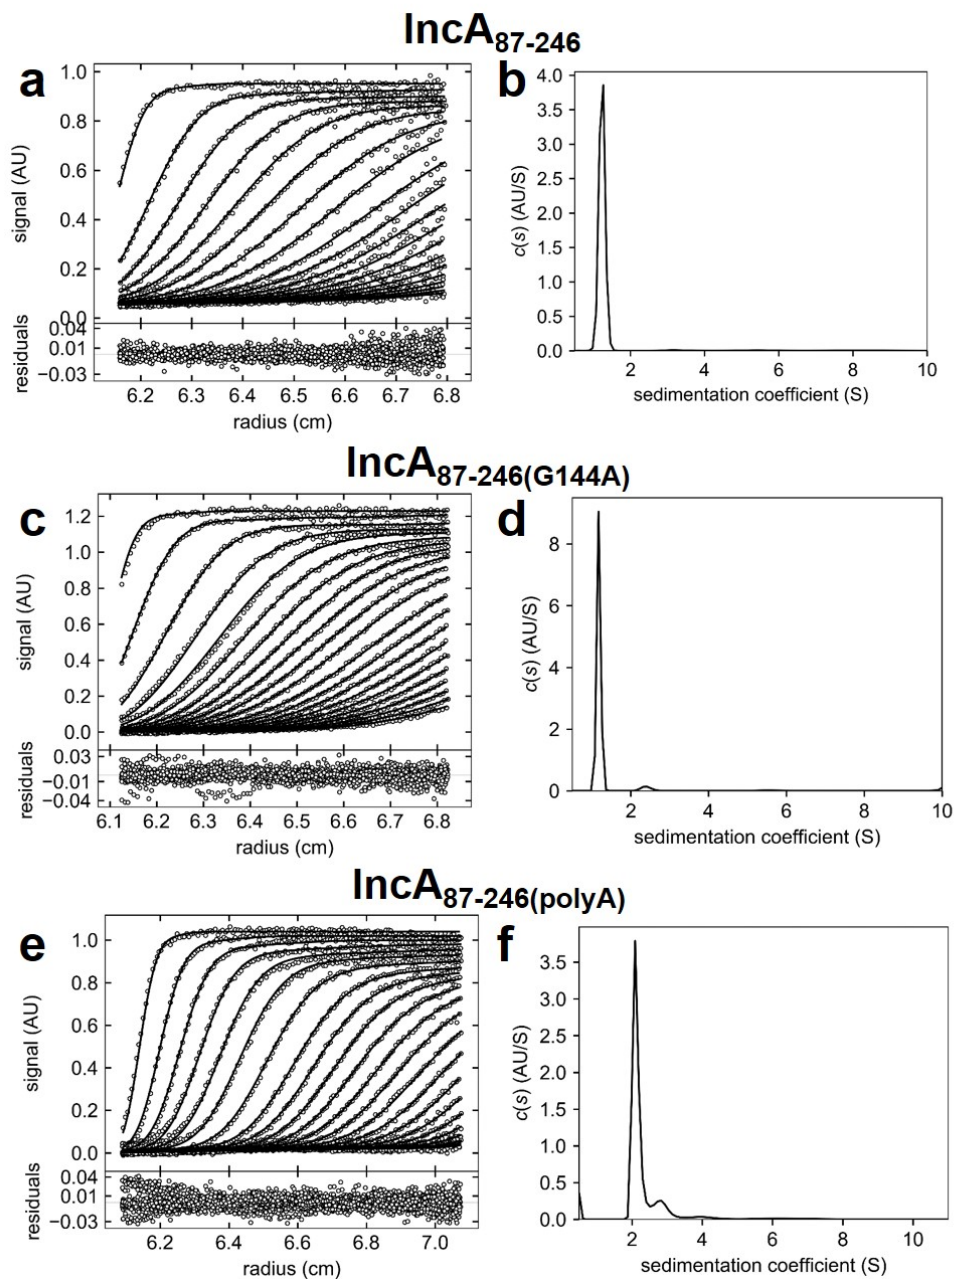 IncA87-246
a
signal (AU)
1.0
0.8
0.6
0.4
0.2
0.0
residuals
0.04
0.01
−0.03
6.2 6.3 6.4 6.5 6.6 6.7 6.8
radius (cm)
b
c(s) (AU/S)
4.0
3.5
3.0
2.5
2.0
1.5
1.0
0.5
0.0
2 4 6 8 10
sedimentation coefficient (S)
IncA87-246(G144A)
c
signal (AU)
1.2
1.0
0.8
0.6
0.4
0.2
0.0
residuals
0.03
−0.01
−0.04
6.1 6.2 6.3 6.4 6.5 6.6 6.7 6.8
radius (cm)
d
c(s) (AU/S)
8
6
4
2
0
2 4 6 8 10
sedimentation coefficient (S)
IncA87-246(polyA)
e
signal (AU)
1.0
0.8
0.6
0.4
0.2
0.0
residuals
0.04
0.01
−0.03
6.2 6.4 6.6 6.8 7.0
radius (cm)
f
c(s) (AU/S)
3.5
3.0
2.5
2.0
1.5
1.0
0.5
0.0
2 4 6 8 10
sedimentation coefficient (S)